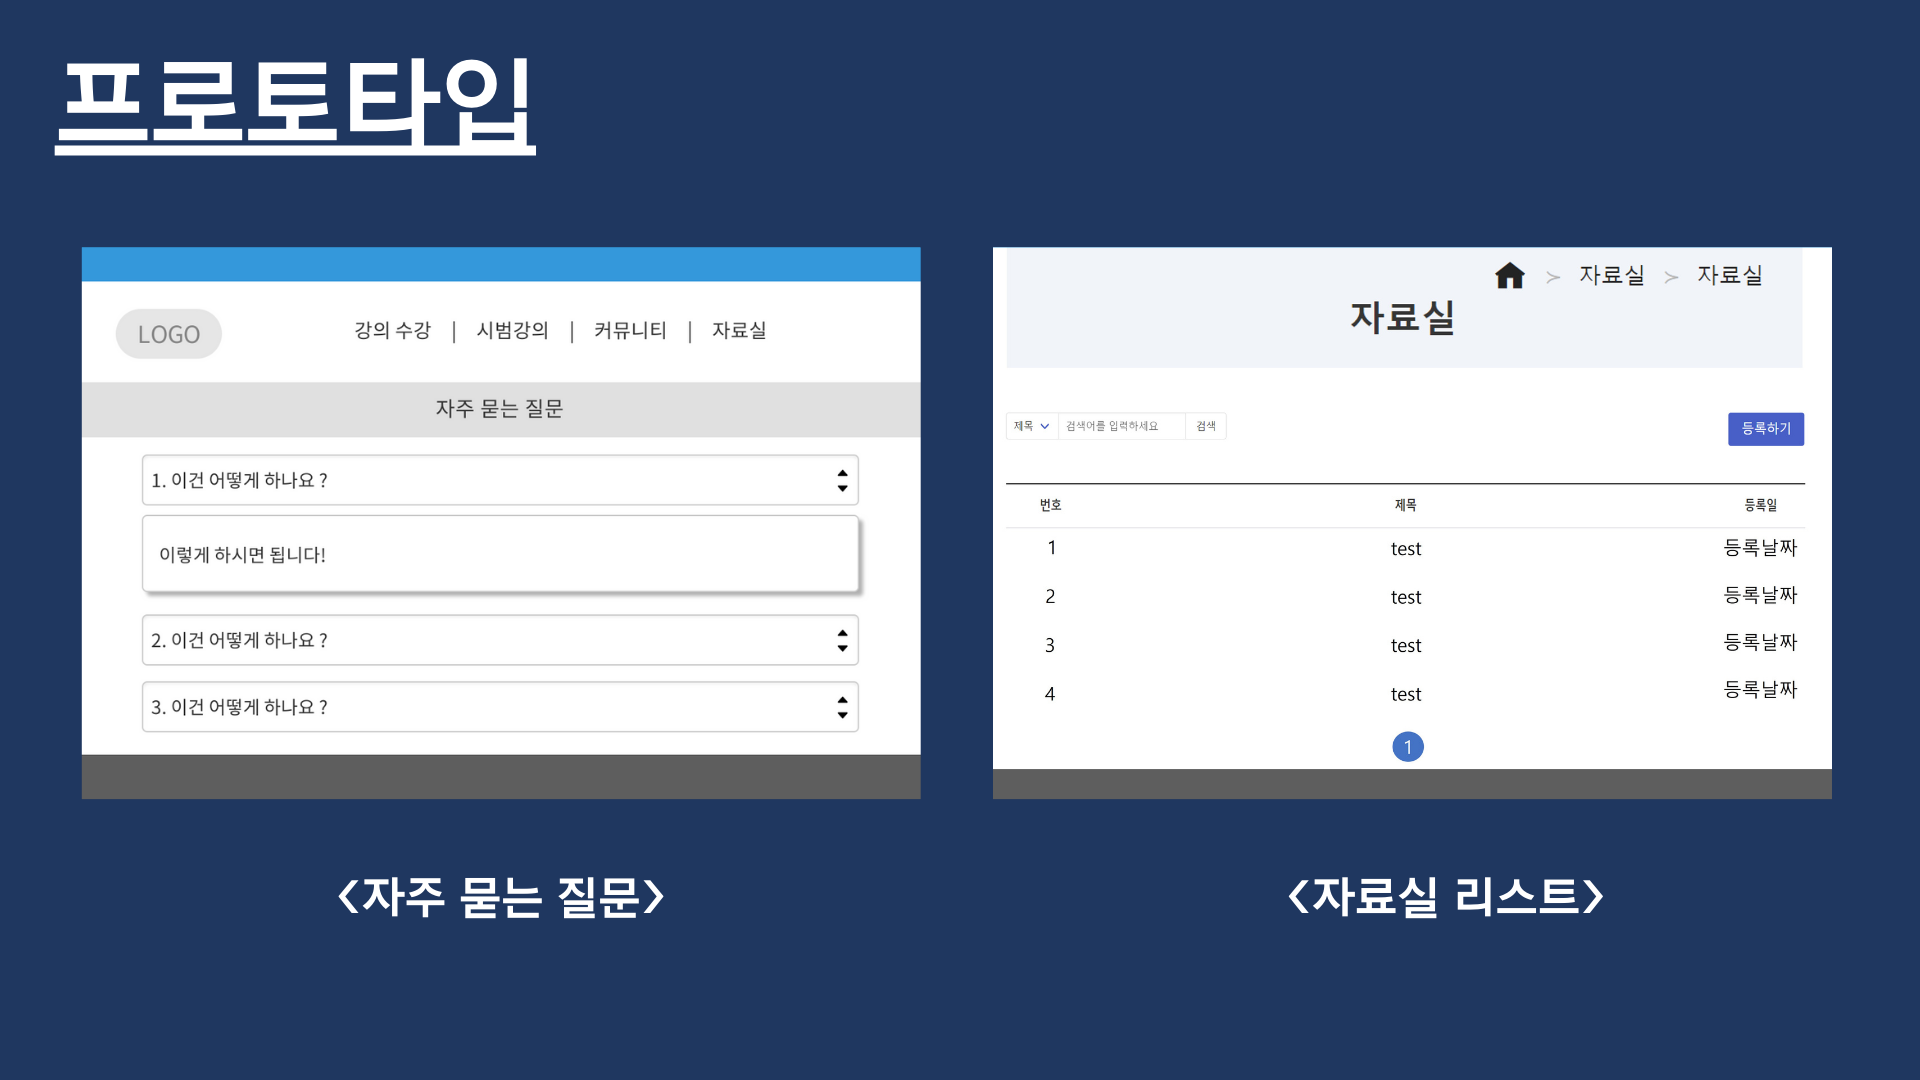 프로토타입
LOGO
강의 수강 | 시범강의 | 커뮤니티 | 자료실
자주 묻는 질문
1. 이건 어떻게 하나요 ?
이렇게 하시면 됩니다!
2. 이건 어떻게 하나요 ?
3. 이건 어떻게 하나요 ?
<자주 묻는 질문>
> 자료실 > 자료실
자료실
제목 검색어를 입력하세요 검색 등록하기
번호 제목 등록일
1 test 등록날짜
2 test 등록날짜
3 test 등록날짜
4 test 등록날짜
1
<자료실 리스트>